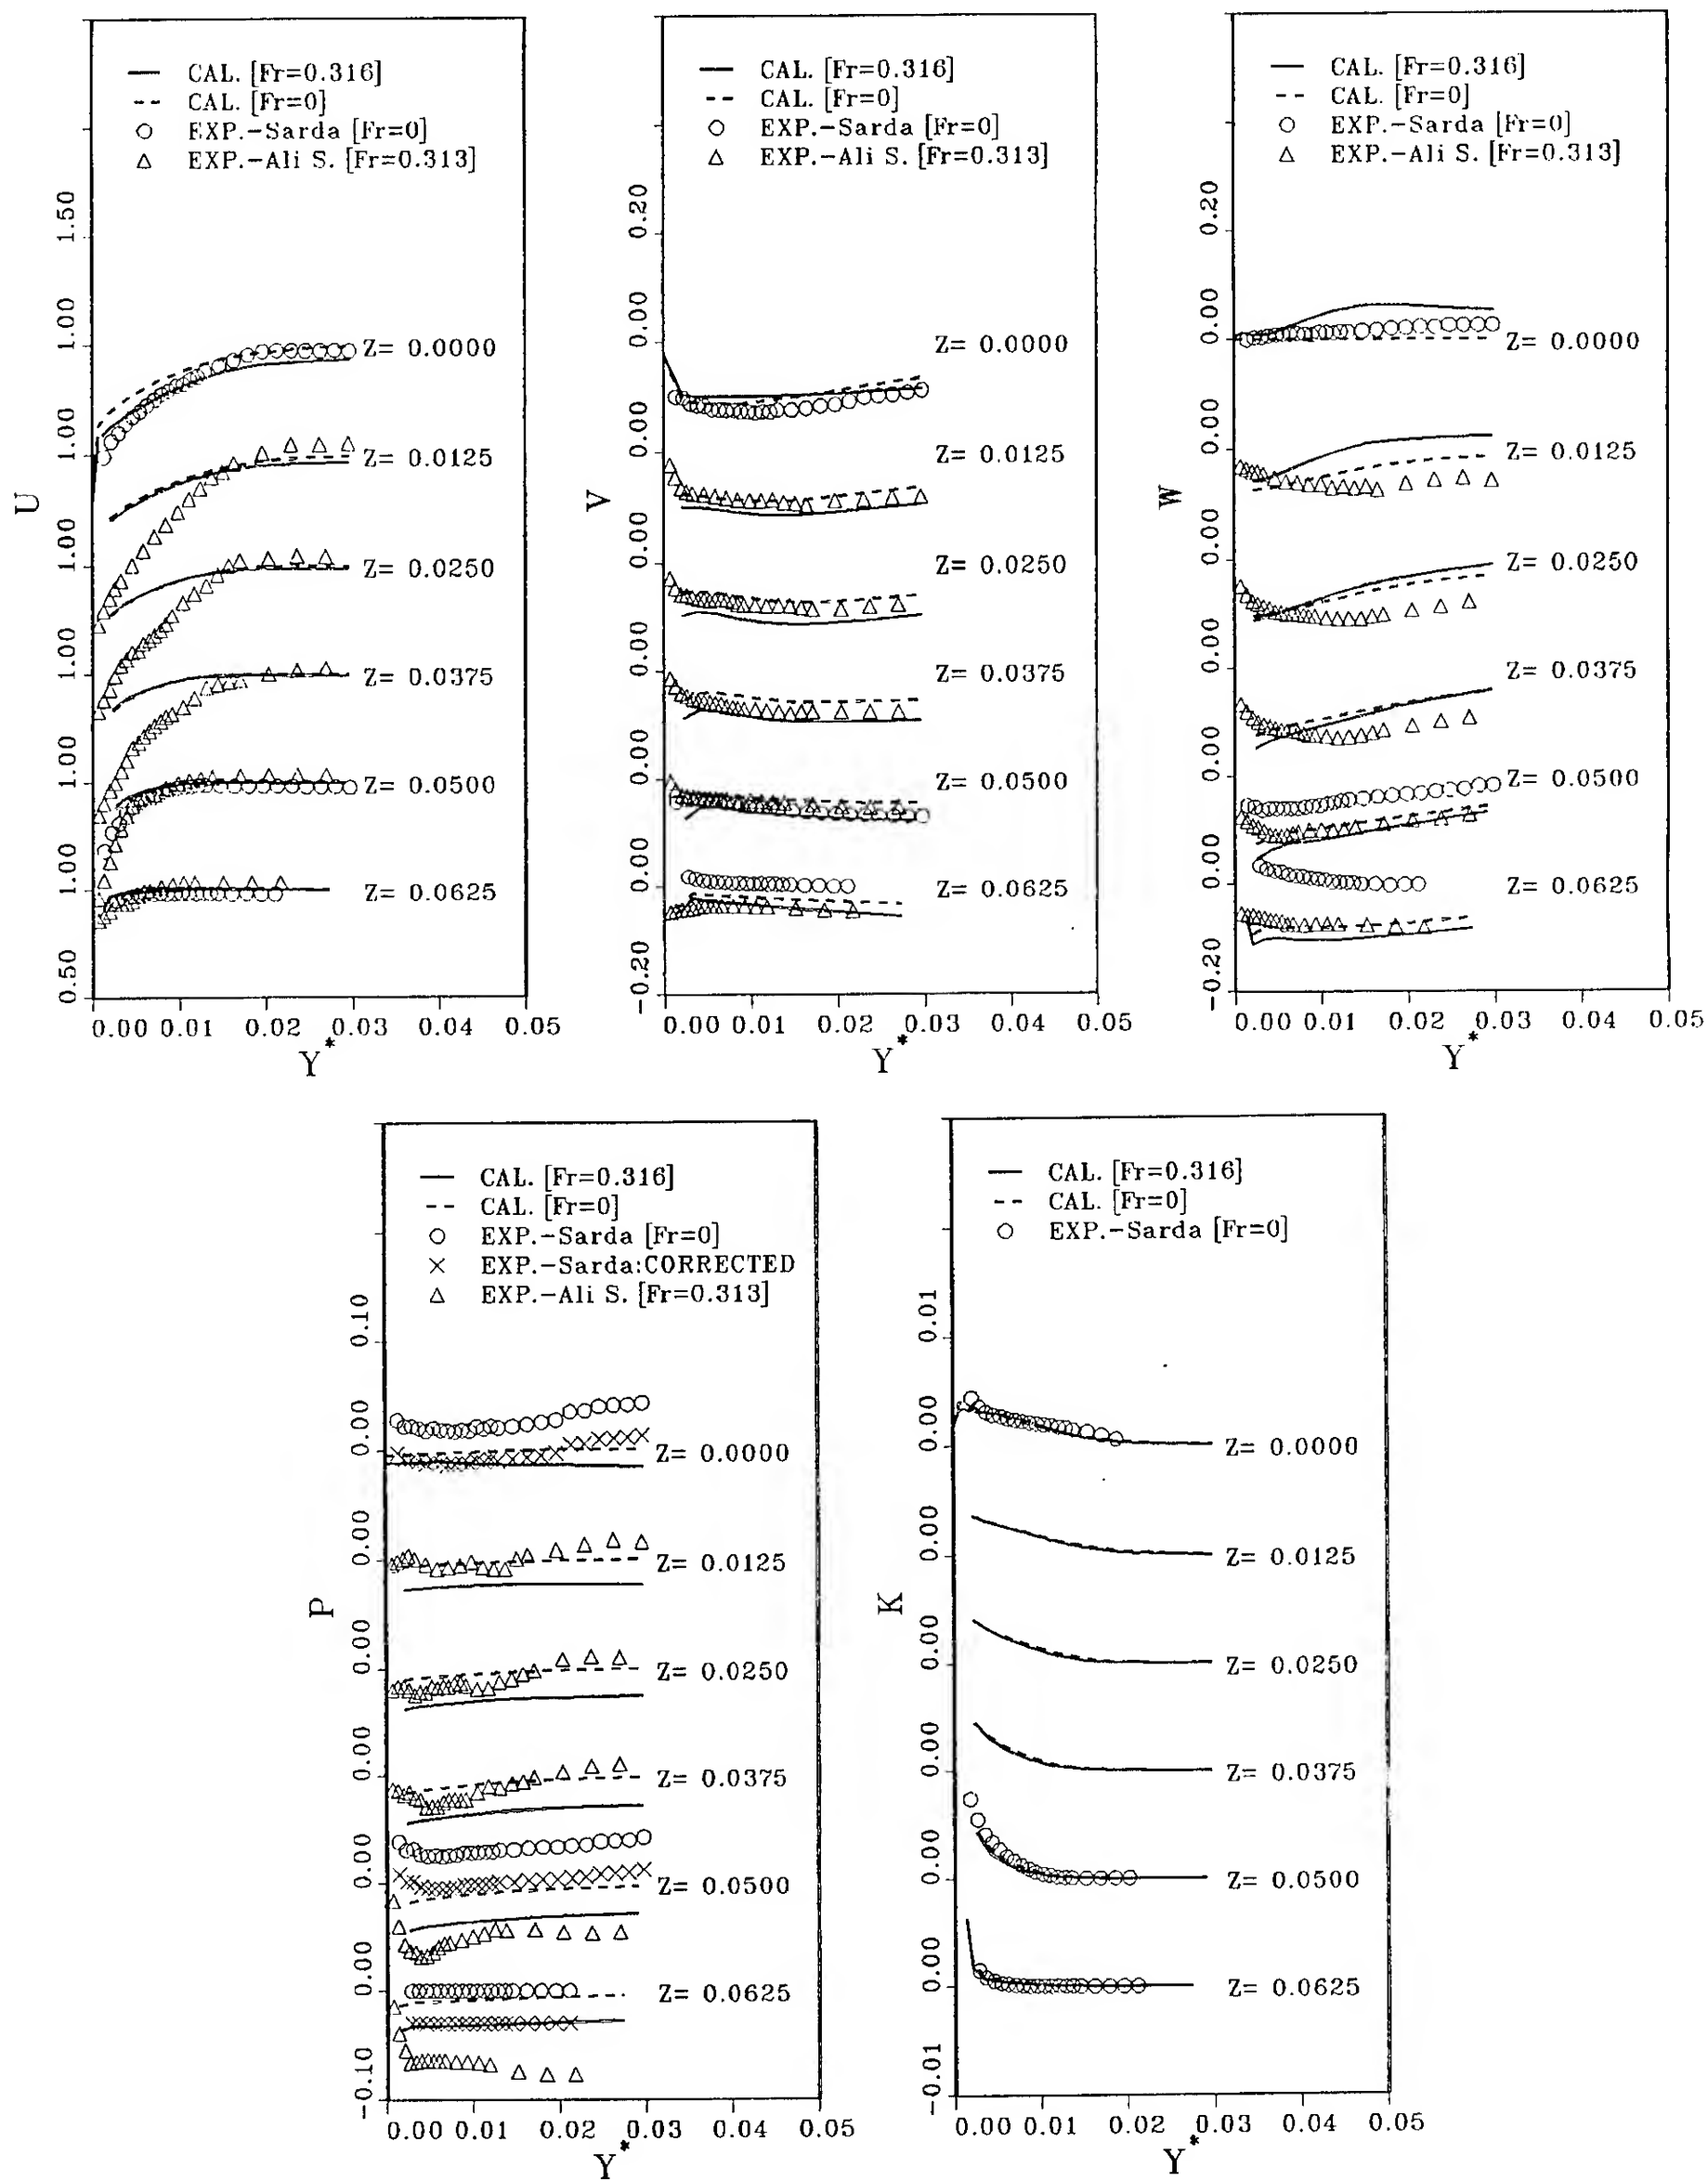 CAL. [Fr=0.316]
CAL. [Fr=0]
EXP.-Sarda [Fr=0]
EXP.-Ali S. [Fr=0.313]
1.50
1.00
1.00
1.00
1.00
1.00
1.00
0.50
U
Z= 0.0000
Z= 0.0125
Z= 0.0250
Z= 0.0375
Z= 0.0500
Z= 0.0625
0.00 0.01 0.02 0.03 0.04 0.05
Y*
CAL. [Fr=0.316]
CAL. [Fr=0]
EXP.-Sarda [Fr=0]
EXP.-Ali S. [Fr=0.313]
0.20
0.00
0.00
0.00
0.00
0.00
0.00
-0.20
V
Z= 0.0000
Z= 0.0125
Z= 0.0250
Z= 0.0375
Z= 0.0500
Z= 0.0625
0.00 0.01 0.02 0.03 0.04 0.05
Y*
CAL. [Fr=0.316]
CAL. [Fr=0]
EXP.-Sarda [Fr=0]
EXP.-Ali S. [Fr=0.313]
0.20
0.00
0.00
0.00
0.00
0.00
0.00
-0.20
W
Z= 0.0000
Z= 0.0125
Z= 0.0250
Z= 0.0375
Z= 0.0500
Z= 0.0625
0.00 0.01 0.02 0.03 0.04 0.05
Y*
CAL. [Fr=0.316]
CAL. [Fr=0]
EXP.-Sarda [Fr=0]
EXP.-Sarda:CORRECTED
EXP.-Ali S. [Fr=0.313]
0.10
0.00
0.00
0.00
0.00
0.00
0.00
-0.10
P
Z= 0.0000
Z= 0.0125
Z= 0.0250
Z= 0.0375
Z= 0.0500
Z= 0.0625
0.00 0.01 0.02 0.03 0.04 0.05
Y*
CAL. [Fr=0.316]
CAL. [Fr=0]
EXP.-Sarda [Fr=0]
0.01
0.00
0.00
0.00
0.00
0.00
0.00
-0.01
K
Z= 0.0000
Z= 0.0125
Z= 0.0250
Z= 0.0375
Z= 0.0500
Z= 0.0625
0.00 0.01 0.02 0.03 0.04 0.05
Y*